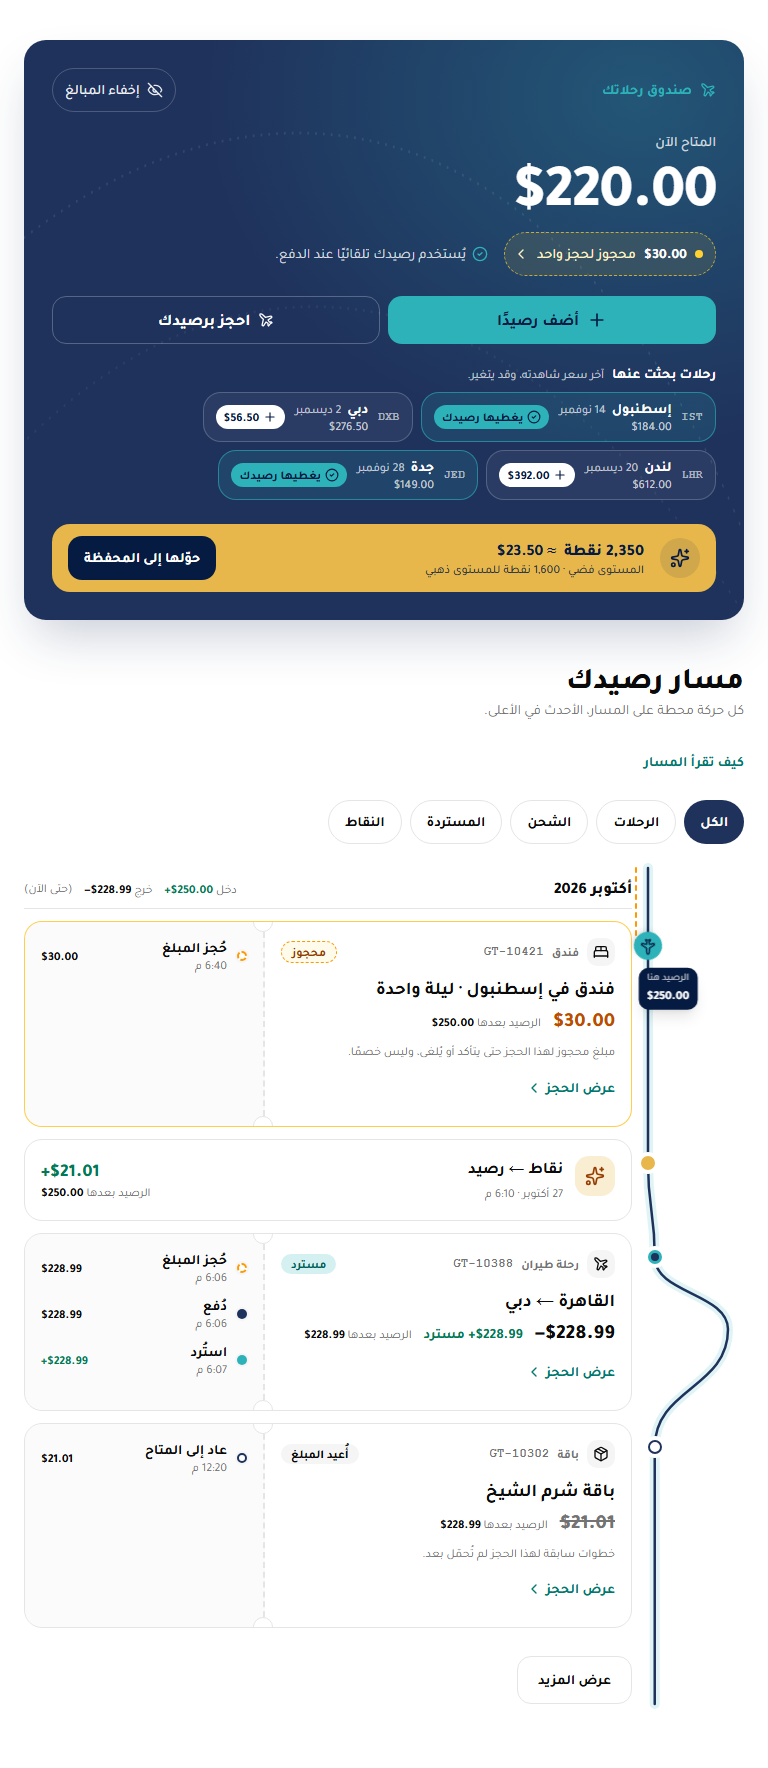 صندوق رحلاتك
إخفاء المبالغ
المتاح الآن
$220.00
$30.00 محجوز لحجز واحد
يُستخدم رصيدك تلقائيًا عند الدفع.
أضف رصيدًا
احجز برصيدك
رحلات بحثت عنها آخر سعر شاهدته، وقد يتغير.
IST إسطنبول 14 نوفمبر $184.00 يغطيها رصيدك
DXB دبي 2 ديسمبر $276.50 + $56.50
LHR لندن 20 ديسمبر $612.00 + $392.00
JED جدة 28 نوفمبر $149.00 يغطيها رصيدك
2,350 نقطة ≈ $23.50
المستوى فضي · 1,600 نقطة للمستوى ذهبي
حوّلها إلى المحفظة
مسار رصيدك
كل حركة محطة على المسار، الأحدث في الأعلى.
كيف تقرأ المسار
الكل
الرحلات
الشحن
المستردة
النقاط
أكتوبر 2026
دخل +$250.00 خرج −$228.99 (حتى الآن)
الرصيد هنا
$250.00
فندق GT-10421
محجوز
فندق في إسطنبول · ليلة واحدة
$30.00 الرصيد بعدها $250.00
مبلغ محجوز لهذا الحجز حتى يتأكد أو يُلغى، وليس خصمًا.
عرض الحجز
حُجز المبلغ $30.00
6:40 م
نقاط ← رصيد
27 أكتوبر · 6:10 م
+$21.01
الرصيد بعدها $250.00
رحلة طيران GT-10388
مسترد
القاهرة ← دبي
−$228.99 +$228.99 مسترد الرصيد بعدها $228.99
عرض الحجز
حُجز المبلغ $228.99
6:06 م
دُفع $228.99
6:06 م
استُرد +$228.99
6:07 م
باقة GT-10302
أُعيد المبلغ
باقة شرم الشيخ
$21.01 الرصيد بعدها $228.99
خطوات سابقة لهذا الحجز لم تُحمّل بعد.
عرض الحجز
عاد إلى المتاح $21.01
12:20 م
عرض المزيد